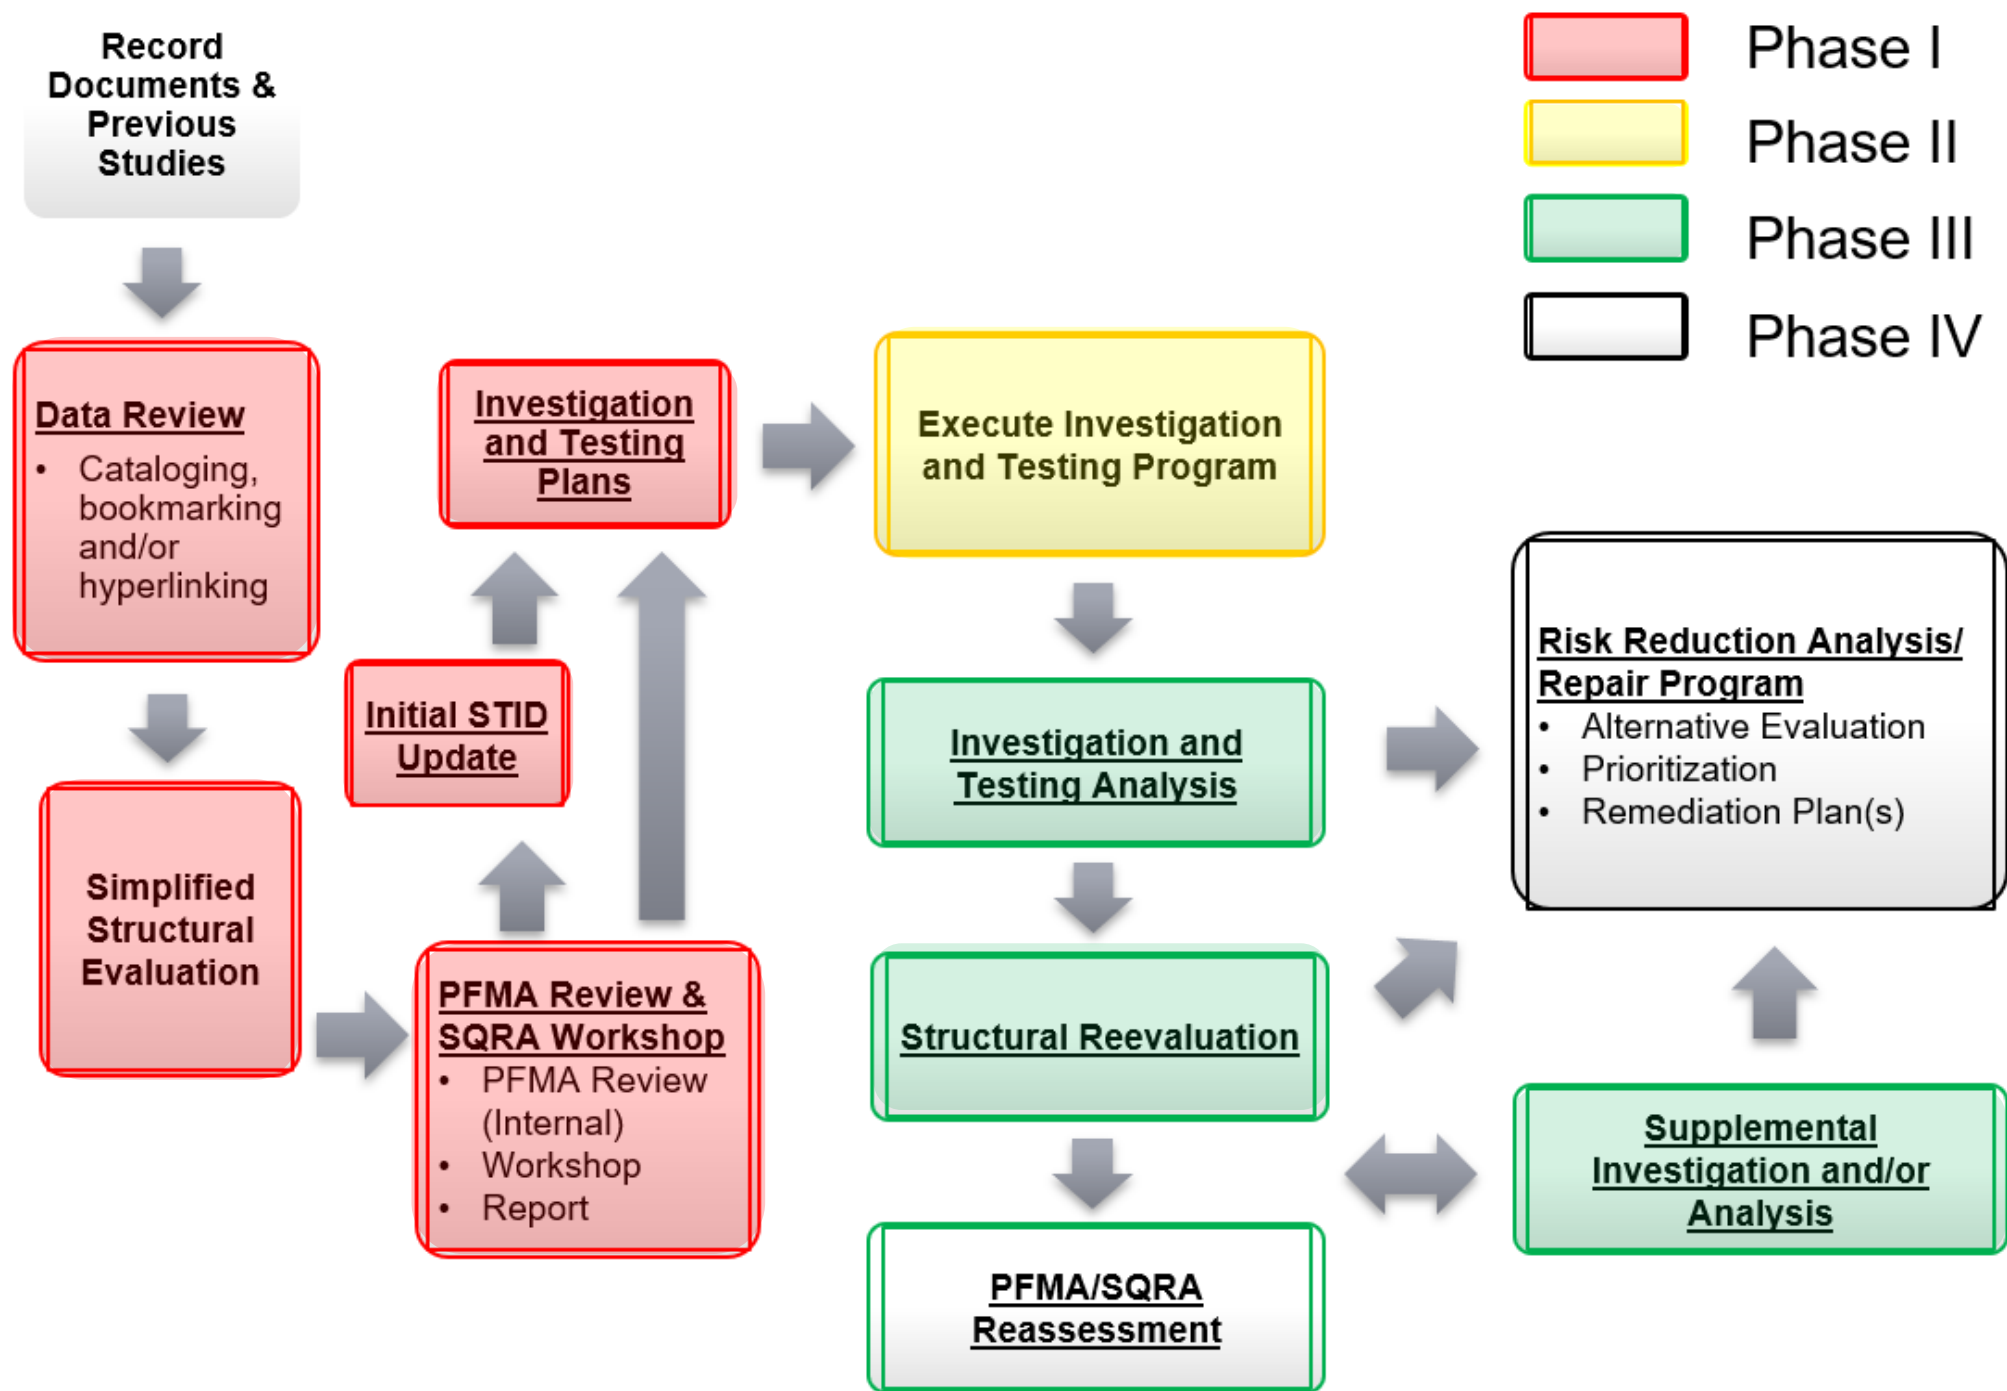 Record
Documents &
Previous
Studies
Phase I
Phase II
Phase III
Phase IV
Data Review
• Cataloging,
bookmarking
and/or
hyperlinking
Simplified
Structural
Evaluation
PFMA Review &
SQRA Workshop
• PFMA Review
(Internal)
• Workshop
• Report
Initial STID
Update
Investigation
and Testing
Plans
Execute Investigation
and Testing Program
Investigation and
Testing Analysis
Structural Reevaluation
PFMA/SQRA
Reassessment
Risk Reduction Analysis/
Repair Program
• Alternative Evaluation
• Prioritization
• Remediation Plan(s)
Supplemental
Investigation and/or
Analysis